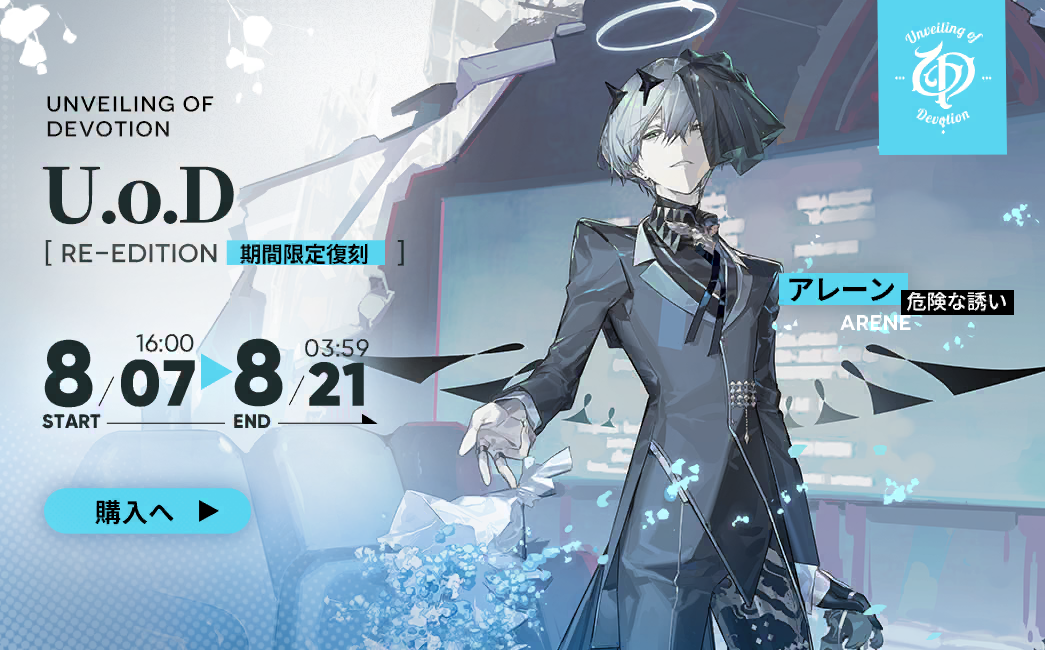 UNVEILING OF
DEVOTION
U.o.D
[ RE-EDITION 期間限定復刻 ]
16:00 03:59
8/07 ▶ 8/21
START END
購入へ ▶
Unveiling of
Devotion
アレーン
危険な誘い
ARENE